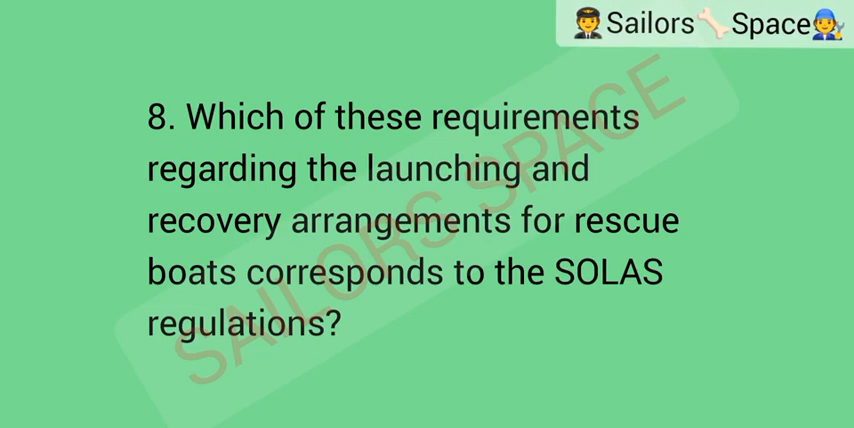 🧑‍✈️Sailors🦴Space🧑‍🔧
8. Which of these requirements
regarding the launching and
recovery arrangements for rescue
boats corresponds to the SOLAS
regulations?
SAILORS SPACE